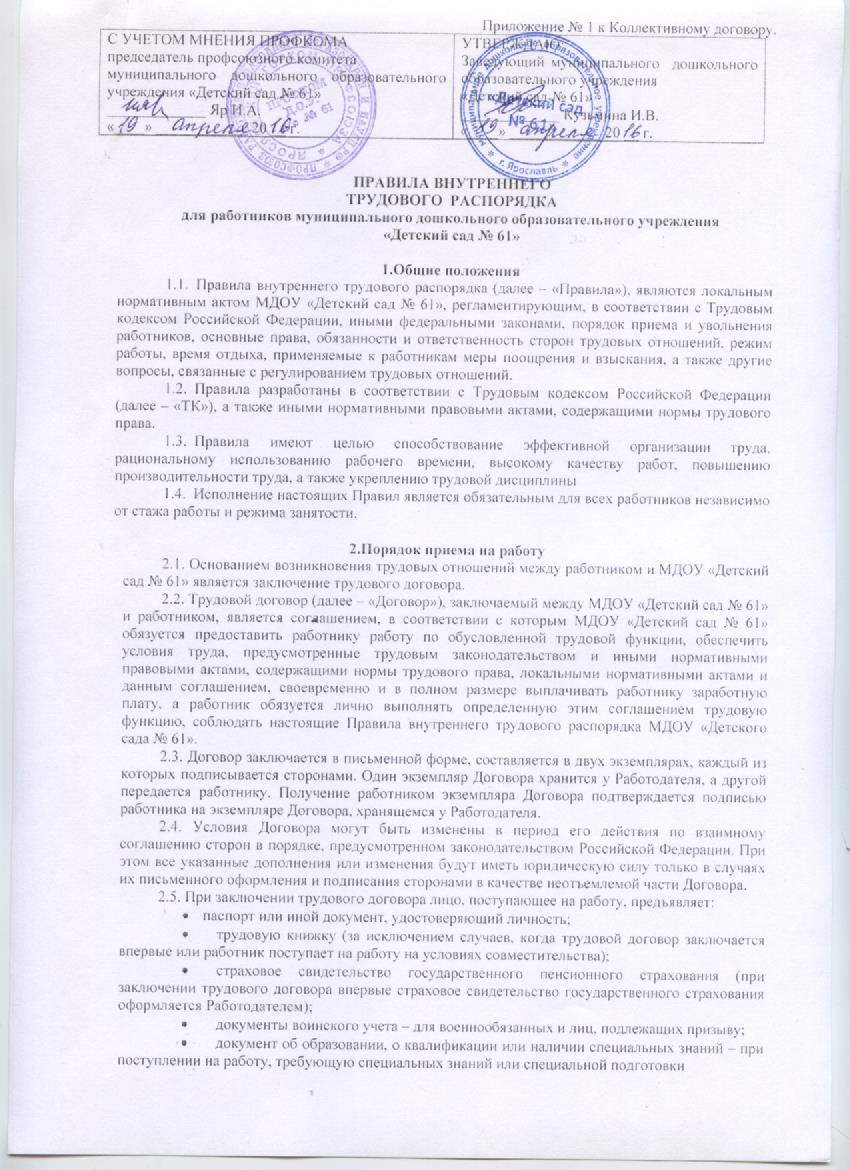 Приложение № 1 к Коллективному договору.
С УЧЕТОМ МНЕНИЯ ПРОФКОМА
председатель профсоюзного комитета
муниципального дошкольного образовательного
учреждения «Детский сад № 61»
Яр И.А.
« 19 » апреля 2016г.
УТВЕРЖДАЮ
Заведующий муниципального дошкольного
образовательного учреждения
«Детский сад № 61»
Кузьмина И.В.
« 19 » апреля 2016 г.
Детский сад
№ 61
г. Ярославль
ПРАВИЛА ВНУТРЕННЕГО
ТРУДОВОГО РАСПОРЯДКА
для работников муниципального дошкольного образовательного учреждения
«Детский сад № 61»
1.Общие положения
1.1. Правила внутреннего трудового распорядка (далее – «Правила»), являются локальным
нормативным актом МДОУ «Детский сад № 61», регламентирующим, в соответствии с Трудовым
кодексом Российской Федерации, иными федеральными законами, порядок приема и увольнения
работников, основные права, обязанности и ответственность сторон трудовых отношений, режим
работы, время отдыха, применяемые к работникам меры поощрения и взыскания, а также другие
вопросы, связанные с регулированием трудовых отношений.
1.2. Правила разработаны в соответствии с Трудовым кодексом Российской Федерации
(далее – «ТК»), а также иными нормативными правовыми актами, содержащими нормы трудового
права.
1.3. Правила имеют целью способствование эффективной организации труда,
рациональному использованию рабочего времени, высокому качеству работ, повышению
производительности труда, а также укреплению трудовой дисциплины
1.4. Исполнение настоящих Правил является обязательным для всех работников независимо
от стажа работы и режима занятости.
2.Порядок приема на работу
2.1. Основанием возникновения трудовых отношений между работником и МДОУ «Детский
сад № 61» является заключение трудового договора.
2.2. Трудовой договор (далее – «Договор»), заключаемый между МДОУ «Детский сад № 61»
и работником, является соглашением, в соответствии с которым МДОУ «Детский сад № 61»
обязуется предоставить работнику работу по обусловленной трудовой функции, обеспечить
условия труда, предусмотренные трудовым законодательством и иными нормативными
правовыми актами, содержащими нормы трудового права, локальными нормативными актами и
данным соглашением, своевременно и в полном размере выплачивать работнику заработную
плату, а работник обязуется лично выполнять определенную этим соглашением трудовую
функцию, соблюдать настоящие Правила внутреннего трудового распорядка МДОУ «Детского
сада № 61».
2.3. Договор заключается в письменной форме, составляется в двух экземплярах, каждый из
которых подписывается сторонами. Один экземпляр Договора хранится у Работодателя, а другой
передается работнику. Получение работником экземпляра Договора подтверждается подписью
работника на экземпляре Договора, хранящемся у Работодателя.
2.4. Условия Договора могут быть изменены в период его действия по взаимному
соглашению сторон в порядке, предусмотренном законодательством Российской Федерации. При
этом все указанные дополнения или изменения будут иметь юридическую силу только в случаях
их письменного оформления и подписания сторонами в качестве неотъемлемой части Договора.
2.5. При заключении трудового договора лицо, поступающее на работу, предъявляет:
• паспорт или иной документ, удостоверяющий личность;
• трудовую книжку (за исключением случаев, когда трудовой договор заключается
впервые или работник поступает на работу на условиях совместительства);
• страховое свидетельство государственного пенсионного страхования (при
заключении трудового договора впервые страховое свидетельство государственного страхования
оформляется Работодателем);
• документы воинского учета – для военнообязанных и лиц, подлежащих призыву;
• документ об образовании, о квалификации или наличии специальных знаний – при
поступлении на работу, требующую специальных знаний или специальной подготовки